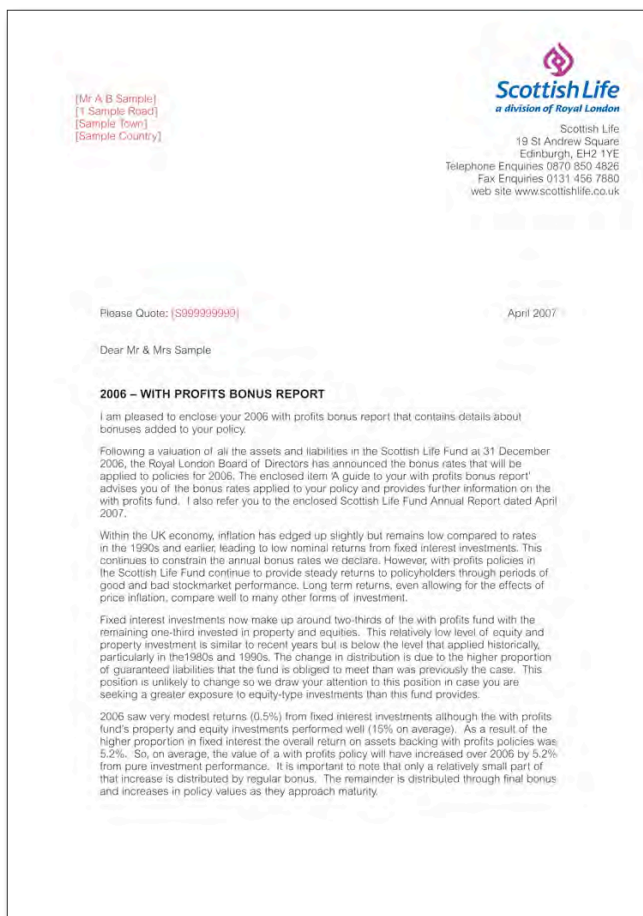 Scottish Life
a division of Royal London
[Mr A B Sample]
[1 Sample Road]
[Sample Town]
[Sample Country]
Scottish Life
19 St Andrew Square
Edinburgh, EH2 1YE
Telephone Enquiries 0870 850 4826
Fax Enquiries 0131 456 7880
web site www.scottishlife.co.uk
Please Quote: [S999999999]
April 2007
Dear Mr & Mrs Sample
2006 – WITH PROFITS BONUS REPORT
I am pleased to enclose your 2006 with profits bonus report that contains details about
bonuses added to your policy.
Following a valuation of all the assets and liabilities in the Scottish Life Fund at 31 December
2006, the Royal London Board of Directors has announced the bonus rates that will be
applied to policies for 2006. The enclosed item 'A guide to your with profits bonus report'
advises you of the bonus rates applied to your policy and provides further information on the
with profits fund. I also refer you to the enclosed Scottish Life Fund Annual Report dated April
2007.
Within the UK economy, inflation has edged up slightly but remains low compared to rates
in the 1990s and earlier, leading to low nominal returns from fixed interest investments. This
continues to constrain the annual bonus rates we declare. However, with profits policies in
the Scottish Life Fund continue to provide steady returns to policyholders through periods of
good and bad stockmarket performance. Long term returns, even allowing for the effects of
price inflation, compare well to many other forms of investment.
Fixed interest investments now make up around two-thirds of the with profits fund with the
remaining one-third invested in property and equities. This relatively low level of equity and
property investment is similar to recent years but is below the level that applied historically,
particularly in the1980s and 1990s. The change in distribution is due to the higher proportion
of guaranteed liabilities that the fund is obliged to meet than was previously the case. This
position is unlikely to change so we draw your attention to this position in case you are
seeking a greater exposure to equity-type investments than this fund provides.
2006 saw very modest returns (0.5%) from fixed interest investments although the with profits
fund's property and equity investments performed well (15% on average). As a result of the
higher proportion in fixed interest the overall return on assets backing with profits policies was
5.2%. So, on average, the value of a with profits policy will have increased over 2006 by 5.2%
from pure investment performance. It is important to note that only a relatively small part of
that increase is distributed by regular bonus. The remainder is distributed through final bonus
and increases in policy values as they approach maturity.